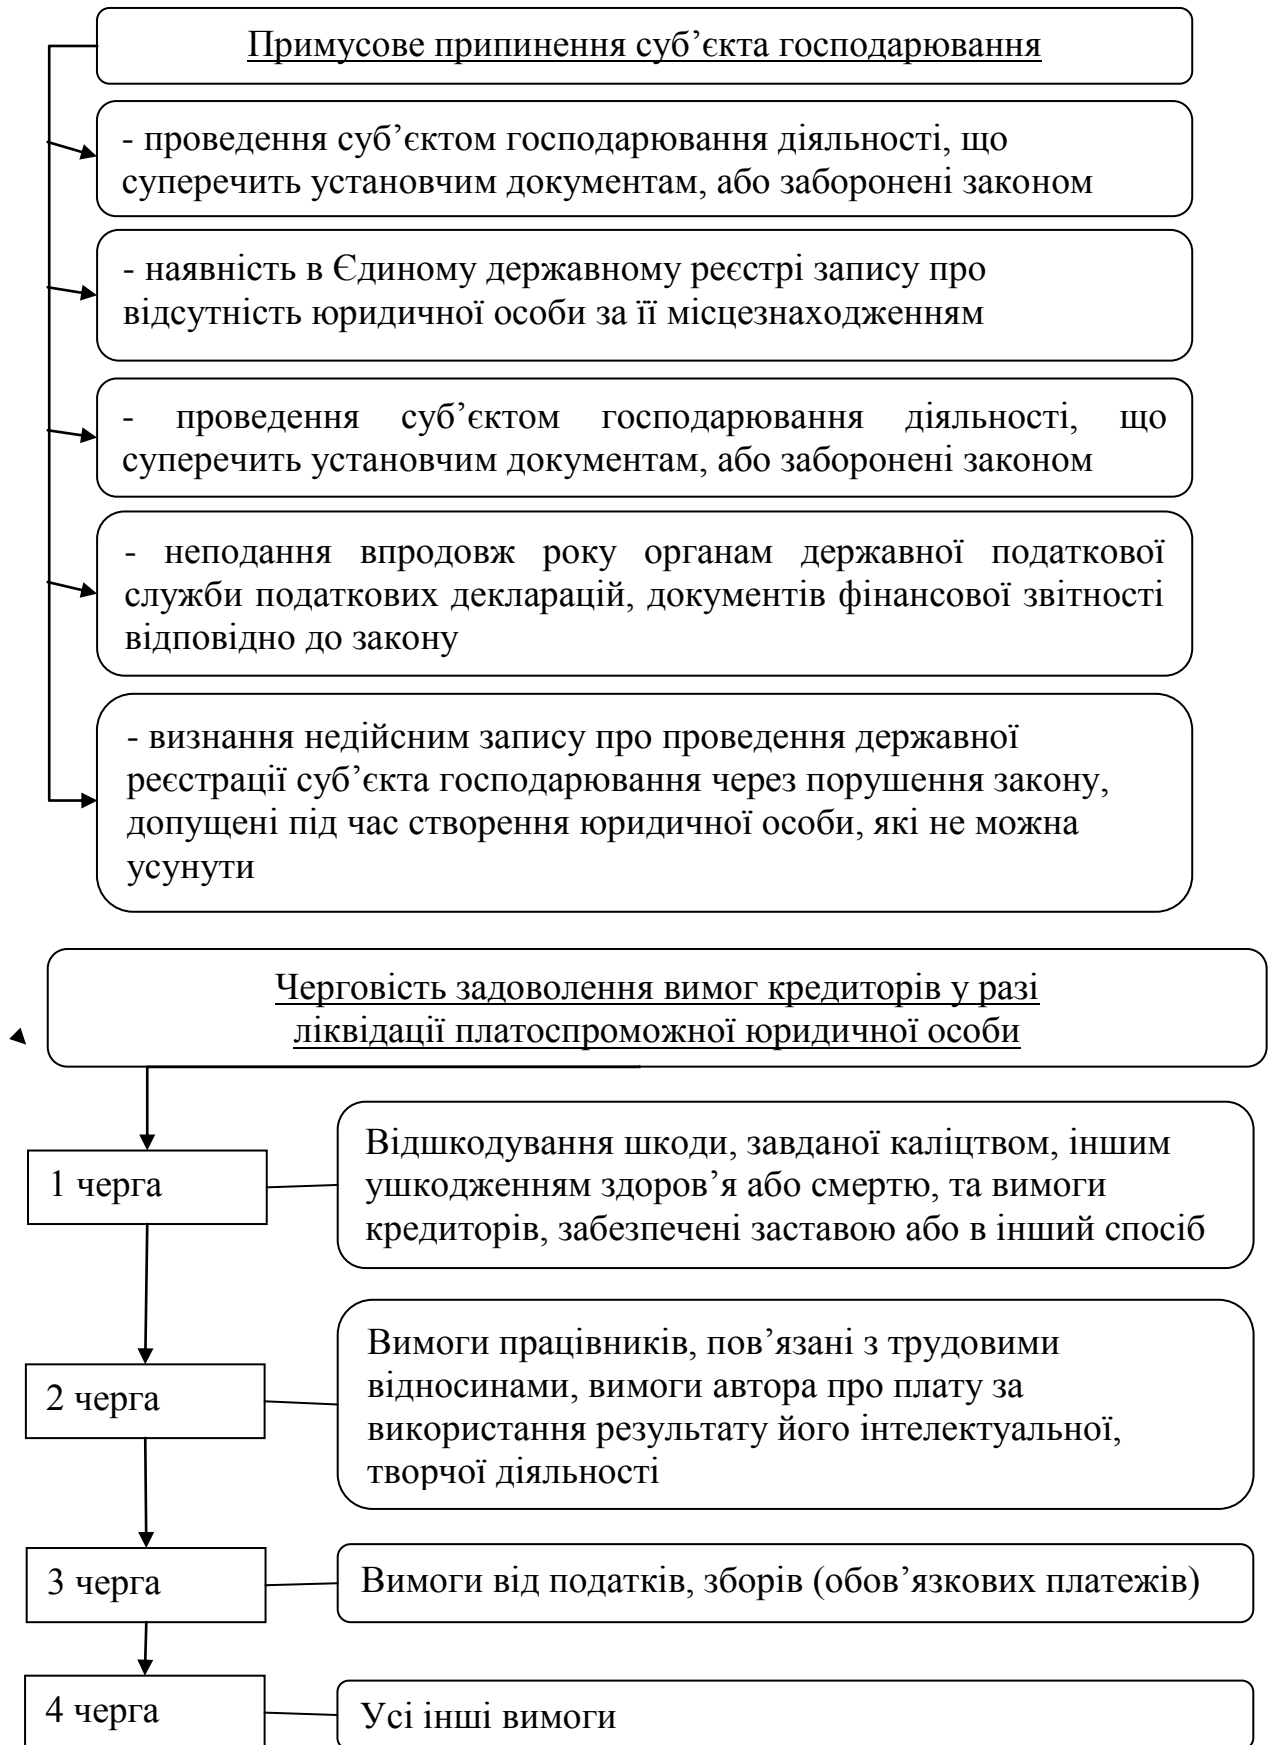 Примусове припинення суб’єкта господарювання
- проведення суб’єктом господарювання діяльності, що
суперечить установчим документам, або заборонені законом
- наявність в Єдиному державному реєстрі запису про
відсутність юридичної особи за її місцезнаходженням
- проведення суб’єктом господарювання діяльності, що
суперечить установчим документам, або заборонені законом
- неподання впродовж року органам державної податкової
служби податкових декларацій, документів фінансової звітності
відповідно до закону
- визнання недійсним запису про проведення державної
реєстрації суб’єкта господарювання через порушення закону,
допущені під час створення юридичної особи, які не можна
усунути
Черговість задоволення вимог кредиторів у разі
ліквідації платоспроможної юридичної особи
1 черга
Відшкодування шкоди, завданої каліцтвом, іншим
ушкодженням здоров’я або смертю, та вимоги
кредиторів, забезпечені заставою або в інший спосіб
2 черга
Вимоги працівників, пов’язані з трудовими
відносинами, вимоги автора про плату за
використання результату його інтелектуальної,
творчої діяльності
3 черга
Вимоги від податків, зборів (обов’язкових платежів)
4 черга
Усі інші вимоги